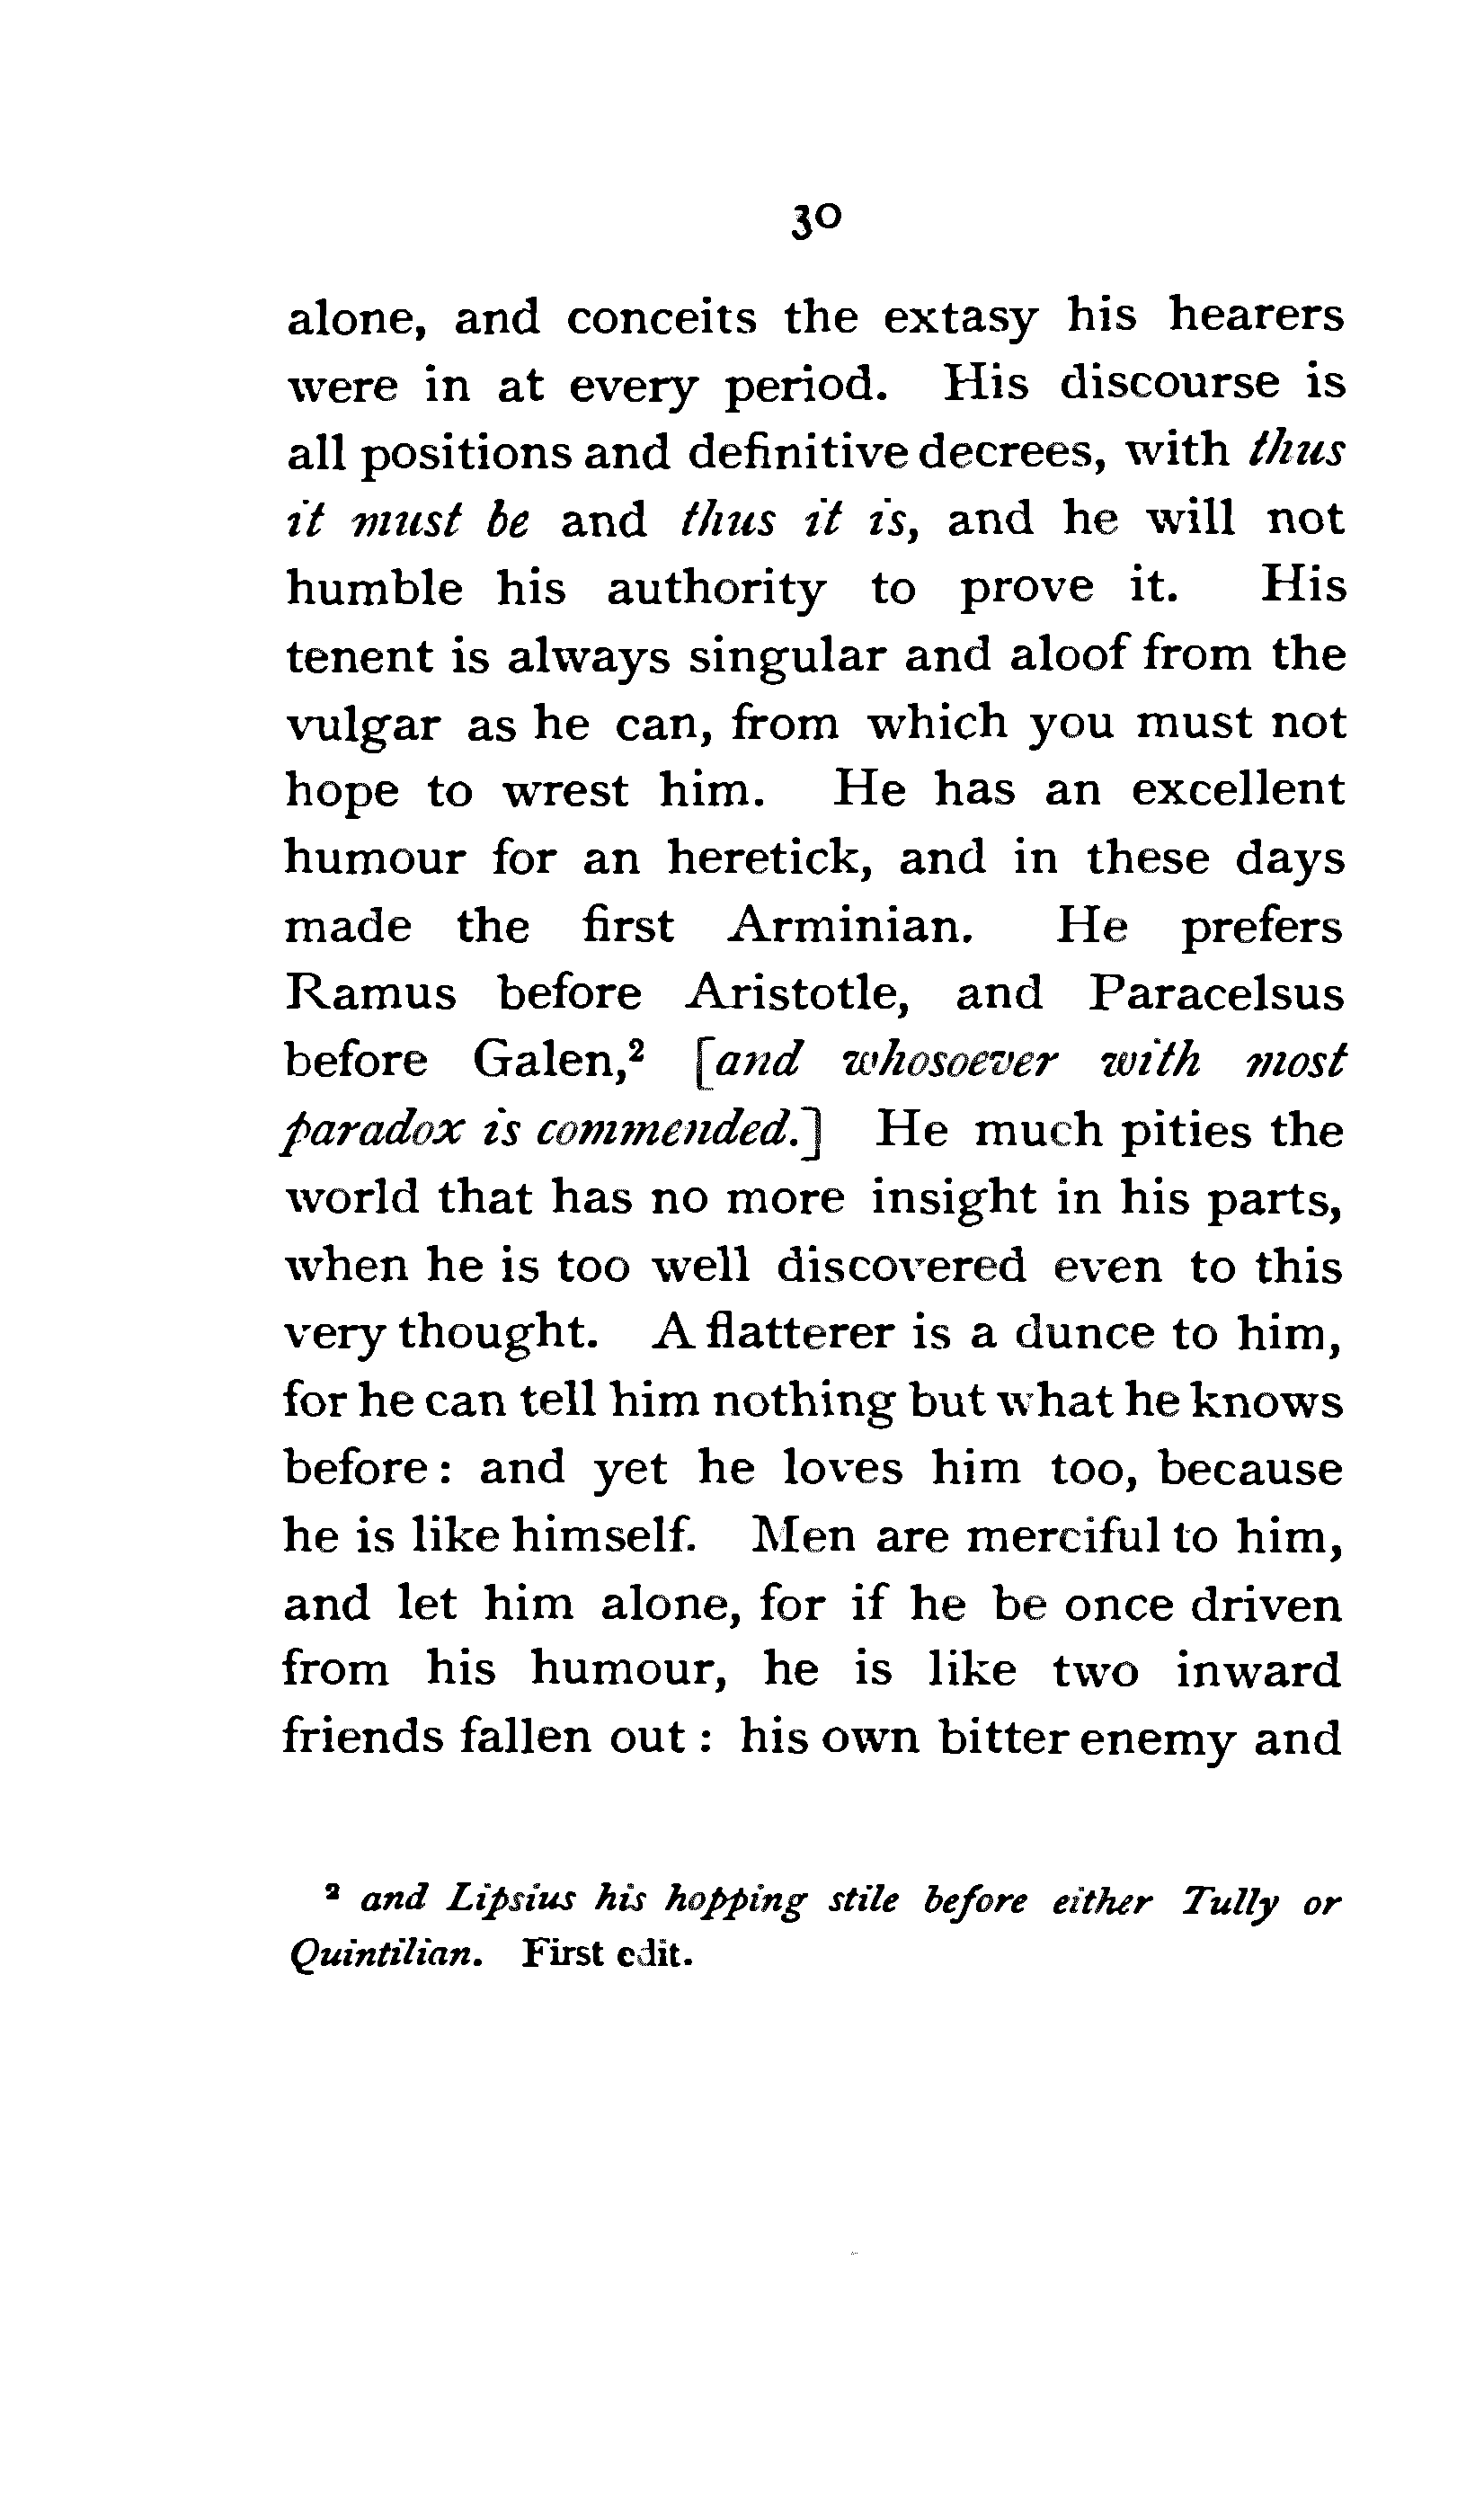 30
alone, and conceits the extasy his hearers
were in at every period. His discourse is
all positions and definitive decrees, with thus
it must be and thus it is, and he will not
humble his authority to prove it. His
tenent is always singular and aloof from the
vulgar as he can, from which you must not
hope to wrest him. He has an excellent
humour for an heretick, and in these days
made the first Arminian. He prefers
Ramus before Aristotle, and Paracelsus
before Galen,² [and whosoever with most
paradox is commended.] He much pities the
world that has no more insight in his parts,
when he is too well discovered even to this
very thought. A flatterer is a dunce to him,
for he can tell him nothing but what he knows
before: and yet he loves him too, because
he is like himself. Men are merciful to him,
and let him alone, for if he be once driven
from his humour, he is like two inward
friends fallen out: his own bitter enemy and
² and Lipsius his hopping stile before either Tully or
Quintilian. First edit.